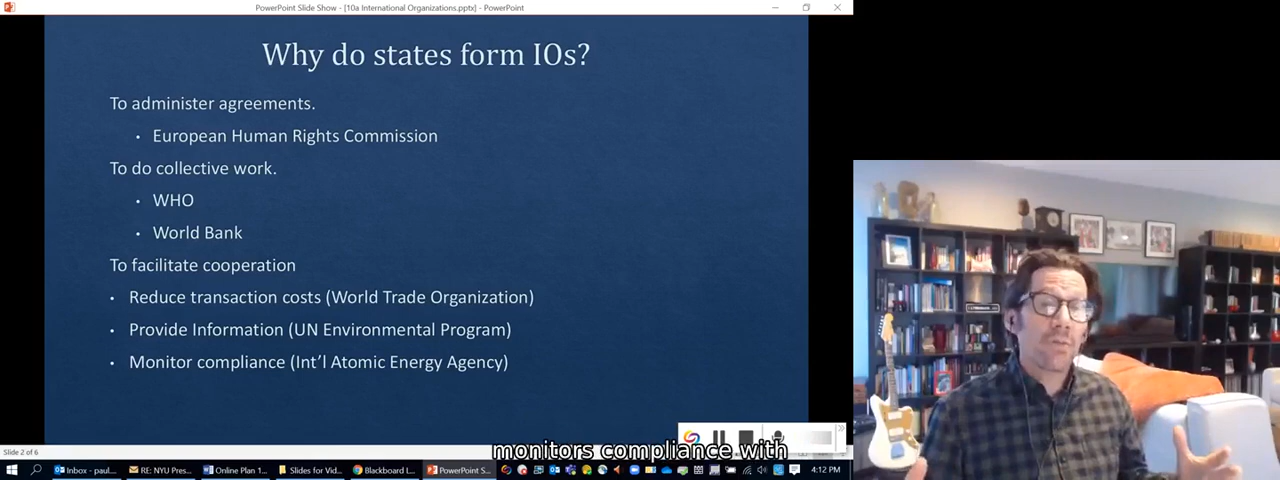 PowerPoint Slide Show - [10a International Organizations.pptx] - PowerPoint
Why do states form IOs?
To administer agreements.
• European Human Rights Commission
To do collective work.
• WHO
• World Bank
To facilitate cooperation
• Reduce transaction costs (World Trade Organization)
• Provide Information (UN Environmental Program)
• Monitor compliance (Int'l Atomic Energy Agency)
monitors compliance with
Slide 2 of 6
Inbox - paul...
RE: NYU Pres...
Online Plan 1...
Slides for Vid...
Blackboard L...
PowerPoint S...
4:12 PM